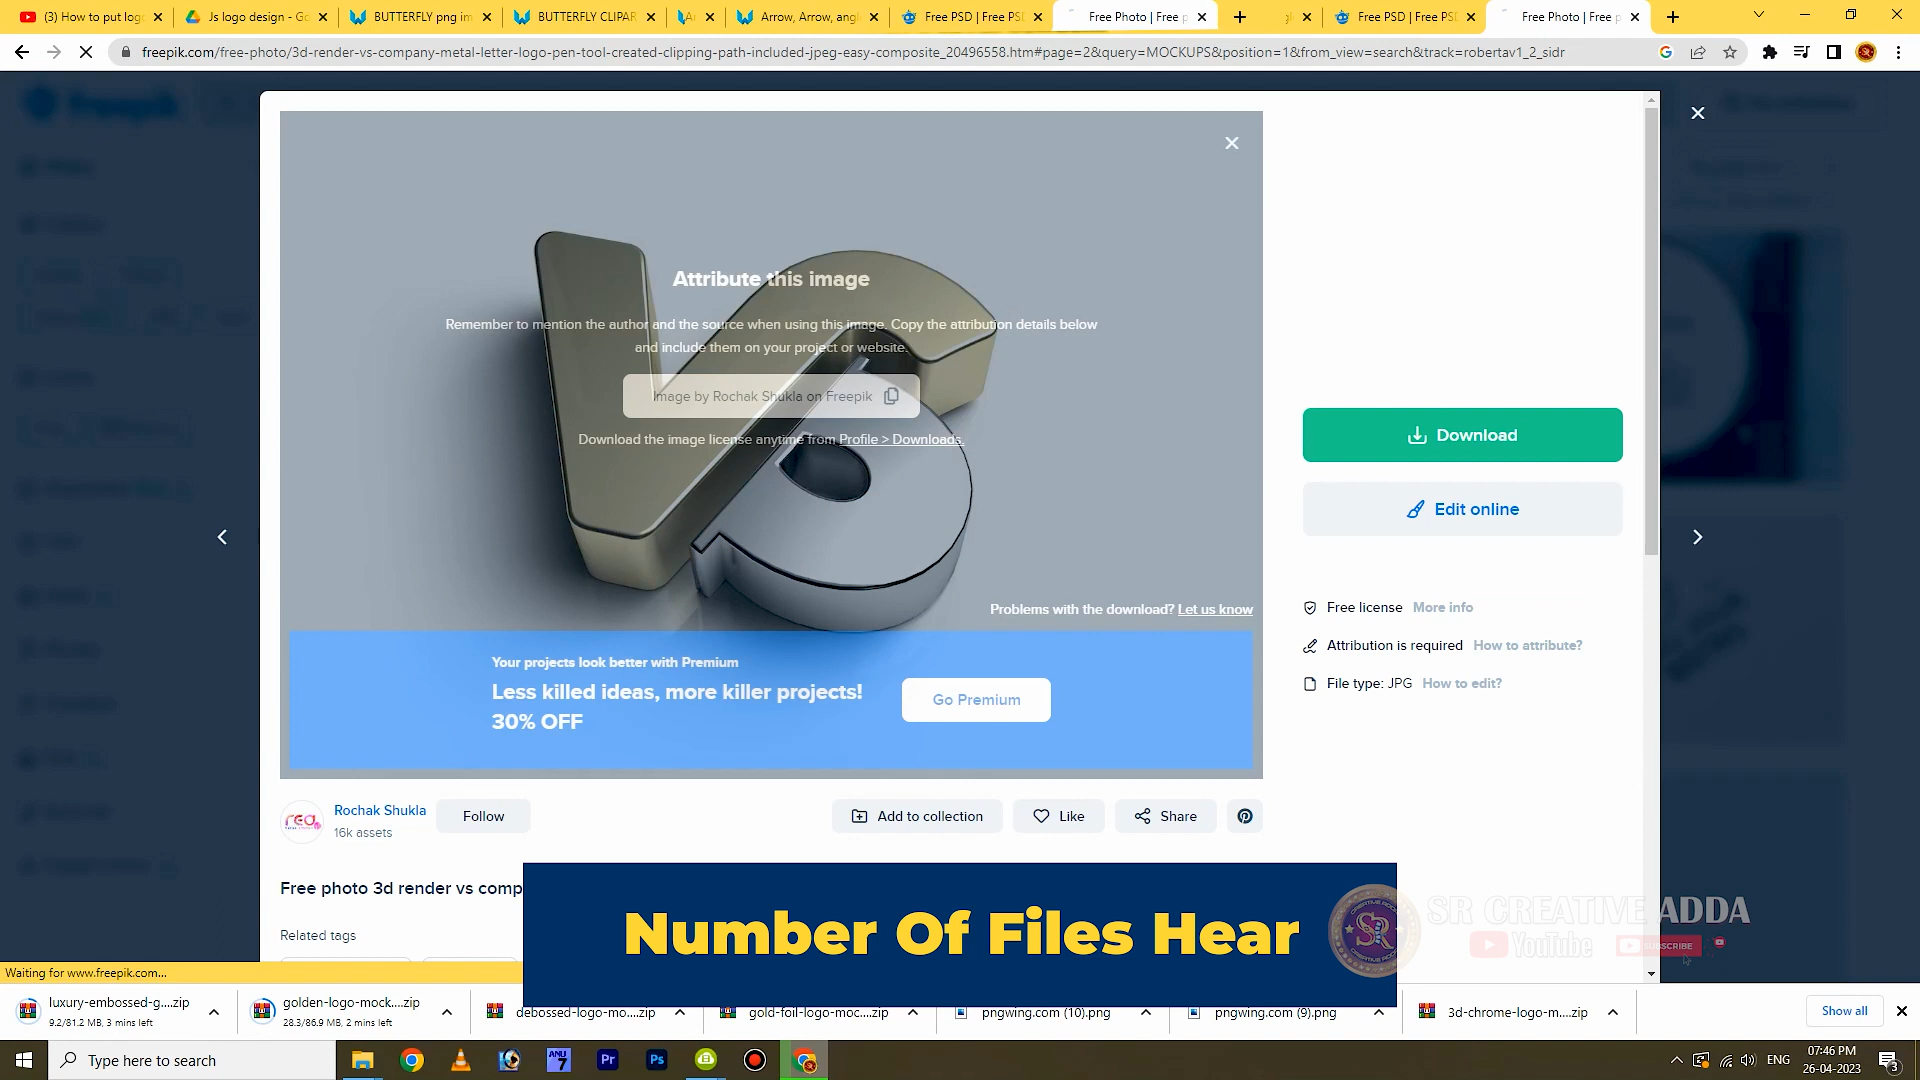 (3) How to put logo
Js logo design - Go
BUTTERFLY png im
BUTTERFLY CLIPAR
Arrow, Arrow, ang
Free PSD | Free PSD
Free Photo | Free p
Free PSD | Free PSD
Free Photo | Free p
freepik.com/free-photo/3d-render-vs-company-metal-letter-logo-pen-tool-created-clipping-path-included-jpeg-easy-composite_20496558.htm#page=2&query=MOCKUPS&position=1&from_view=search&track=robertav1_2_sidr
freepik
Attribute this image
Remember to mention the author and the source when using this image. Copy the attribution details below
and include them on your project or website.
Image by Rochak Shukla on Freepik
Download the image license anytime from Profile > Downloads.
Problems with the download? Let us know
Your projects look better with Premium
Less killed ideas, more killer projects!
30% OFF
Go Premium
Download
Edit online
Free license More info
Attribution is required How to attribute?
File type: JPG How to edit?
Rochak Shukla
16k assets
Follow
Add to collection
Like
Share
Free photo 3d render vs comp
Related tags
Number Of Files Hear
SR CREATIVE ADDA
YouTube
SUBSCRIBE
Waiting for www.freepik.com...
luxury-embossed-g....zip
9.2/81.2 MB, 3 mins left
golden-logo-mock....zip
28.3/86.9 MB, 2 mins left
debossed-logo-mo....zip
gold-foil-logo-moc....zip
pngwing.com (10).png
pngwing.com (9).png
3d-chrome-logo-m....zip
Show all
Type here to search
ENG
07:46 PM
26-04-2023
3